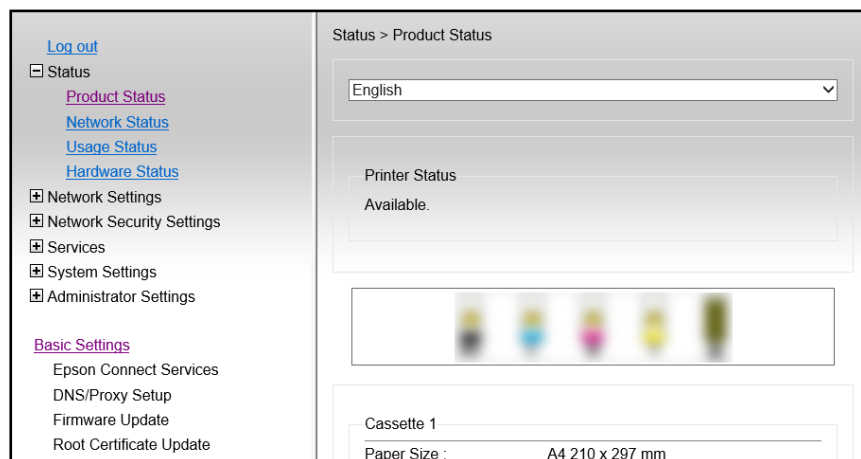 Log out
Status
Product Status
Network Status
Usage Status
Hardware Status
Network Settings
Network Security Settings
Services
System Settings
Administrator Settings
Basic Settings
Epson Connect Services
DNS/Proxy Setup
Firmware Update
Root Certificate Update
Status > Product Status
English
Printer Status
Available.
Cassette 1
Paper Size : A4 210 x 297 mm